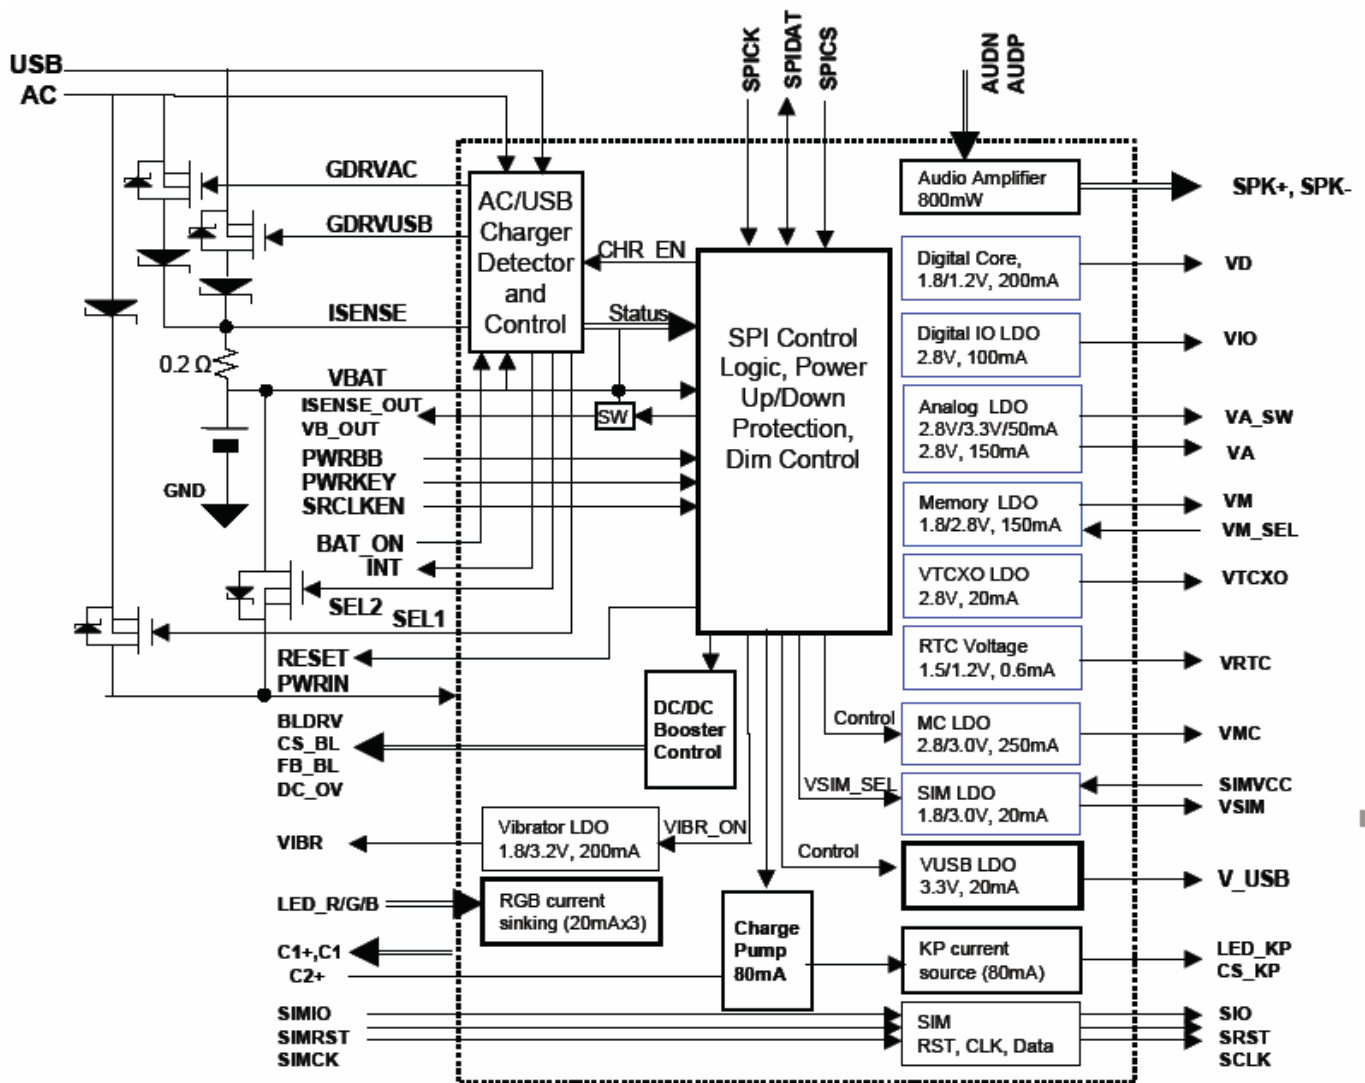 SPICK
SPIDAT
SPICS
AUDN
AUDP
USB
AC
GDRVAC
GDRVUSB
ISENSE
0.2 Ω
VBAT
ISENSE_OUT
VB_OUT
PWRBB
PWRKEY
SRCLKEN
GND
BAT_ON
INT
SEL2
SEL1
RESET
PWRIN
BLDRV
CS_BL
FB_BL
DC_OV
VIBR
LED_R/G/B
C1+,C1
C2+
SIMIO
SIMRST
SIMCK
AC/USB
Charger
Detector
and
Control
CHR_EN
Status
SW
SPI Control
Logic, Power
Up/Down
Protection,
Dim Control
DC/DC
Booster
Control
Vibrator LDO
1.8/3.2V, 200mA
VIBR_ON
RGB current
sinking (20mAx3)
Charge
Pump
80mA
Control
VSIM_SEL
Control
Audio Amplifier
800mW
Digital Core,
1.8/1.2V, 200mA
Digital IO LDO
2.8V, 100mA
Analog LDO
2.8V/3.3V/50mA
2.8V, 150mA
Memory LDO
1.8/2.8V, 150mA
VTCXO LDO
2.8V, 20mA
RTC Voltage
1.5/1.2V, 0.6mA
MC LDO
2.8/3.0V, 250mA
SIM LDO
1.8/3.0V, 20mA
VUSB LDO
3.3V, 20mA
KP current
source (80mA)
SIM
RST, CLK, Data
SPK+, SPK-
VD
VIO
VA_SW
VA
VM
VM_SEL
VTCXO
VRTC
VMC
SIMVCC
VSIM
V_USB
LED_KP
CS_KP
SIO
SRST
SCLK